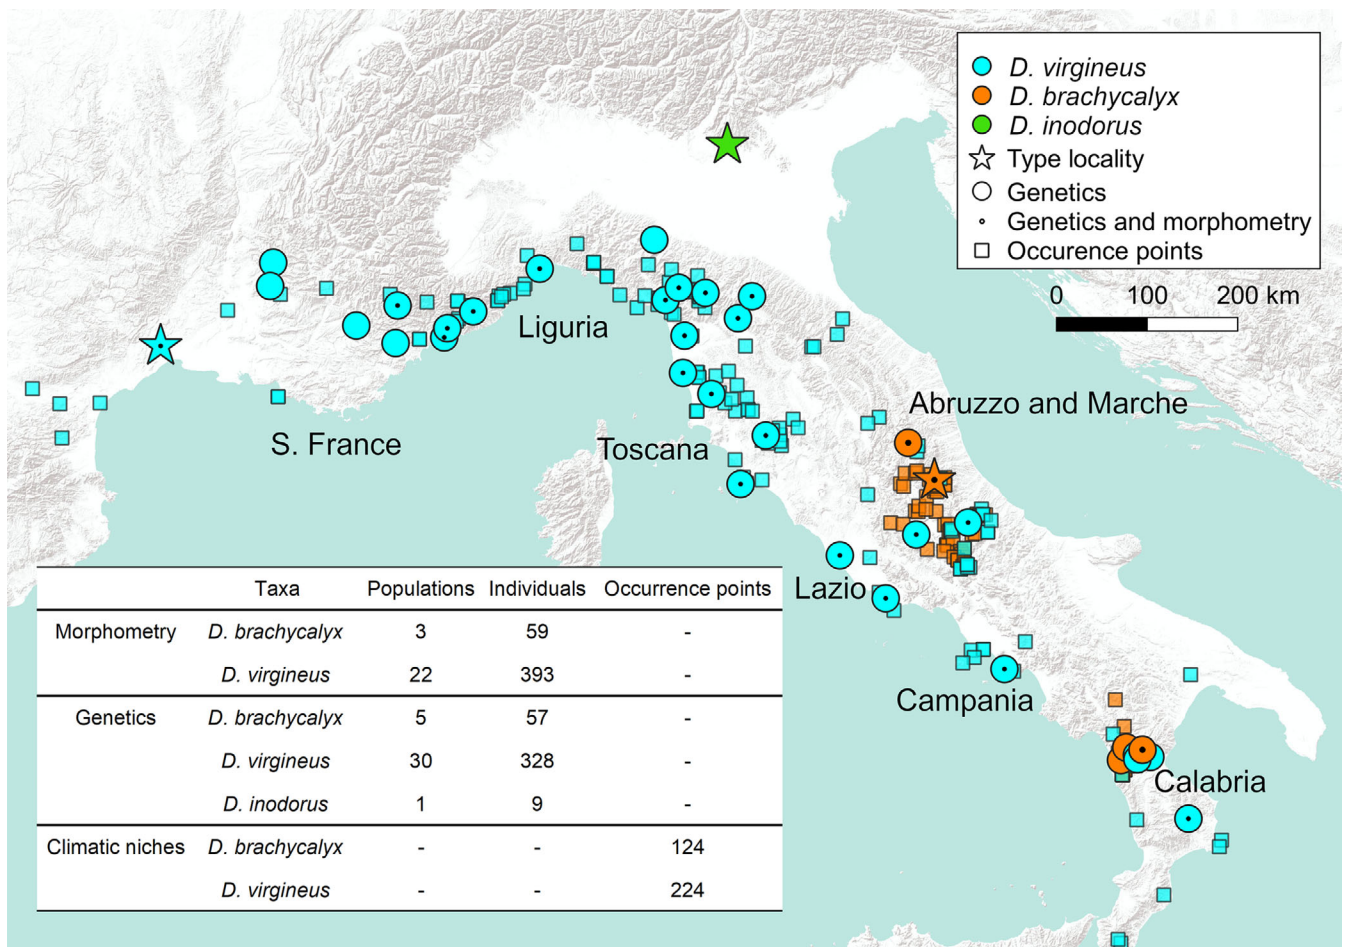 D. virgineus
D. brachycalyx
D. inodorus
Type locality
Genetics
Genetics and morphometry
Occurence points
0 100 200 km
Liguria
Abruzzo and Marche
S. France
Toscana
Lazio
Campania
Calabria
Taxa Populations Individuals Occurrence points
Morphometry D. brachycalyx 3 59 - 
D. virgineus 22 393 -
Genetics D. brachycalyx 5 57 -
D. virgineus 30 328 -
D. inodorus 1 9 -
Climatic niches D. brachycalyx - - 124
D. virgineus - - 224